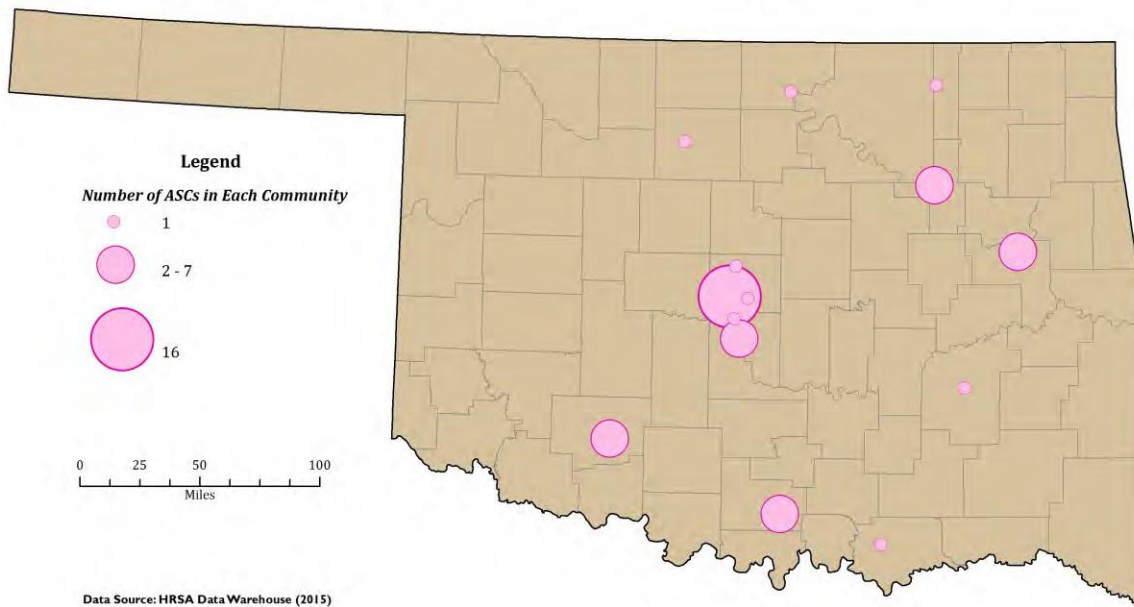 Legend
Number of ASCs in Each Community
1
2 - 7
16
0 25 50 100
Miles
Data Source: HRSA Data Warehouse (2015)